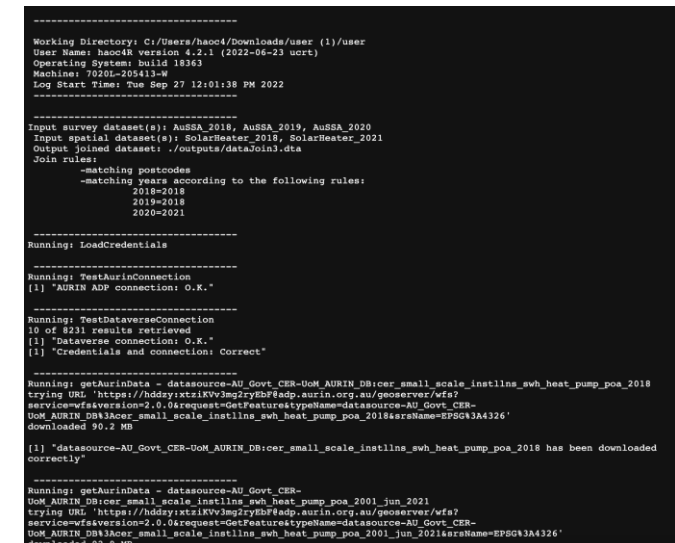 -----------------------------------
Working Directory: C:/Users/haoc4/Downloads/user (1)/user
User Name: haoc4R version 4.2.1 (2022-06-23 ucrt)
Operating System: build 18363
Machine: 7020L-205413-W
Log Start Time: Tue Sep 27 12:01:38 PM 2022
-----------------------------------
-----------------------------------
Input survey dataset(s): AuSSA_2018, AuSSA_2019, AuSSA_2020
Input spatial dataset(s): SolarHeater_2018, SolarHeater_2021
Output joined dataset: ./outputs/dataJoin3.dta
Join rules:
-matching postcodes
-matching years according to the following rules:
2018=2018
2019=2018
2020=2021
-----------------------------------
Running: LoadCredentials
-----------------------------------
Running: TestAurinConnection
[1] "AURIN ADP connection: O.K."
-----------------------------------
Running: TestDataverseConnection
10 of 8231 results retrieved
[1] "Dataverse connection: O.K."
[1] "Credentials and connection: Correct"
-----------------------------------
Running: getAurinData - datasource-AU_Govt_CER-UoM_AURIN_DB:cer_small_scale_instllns_swh_heat_pump_poa_2018
trying URL 'https://hddzy:xtziKVv3mg2ryEbF@adp.aurin.org.au/geoserver/wfs?
service=wfs&version=2.0.0&request=GetFeature&typeName=datasource-AU_Govt_CER-
UoM_AURIN_DB%3Acer_small_scale_instllns_swh_heat_pump_poa_2018&srsName=EPSG%3A4326'
downloaded 90.2 MB
[1] "datasource-AU_Govt_CER-UoM_AURIN_DB:cer_small_scale_instllns_swh_heat_pump_poa_2018 has been downloaded
correctly"
-----------------------------------
Running: getAurinData - datasource-AU_Govt_CER-
UoM_AURIN_DB:cer_small_scale_instllns_swh_heat_pump_poa_2001_jun_2021
trying URL 'https://hddzy:xtziKVv3mg2ryEbF@adp.aurin.org.au/geoserver/wfs?
service=wfs&version=2.0.0&request=GetFeature&typeName=datasource-AU_Govt_CER-
UoM_AURIN_DB%3Acer_small_scale_instllns_swh_heat_pump_poa_2001_jun_2021&srsName=EPSG%3A4326'